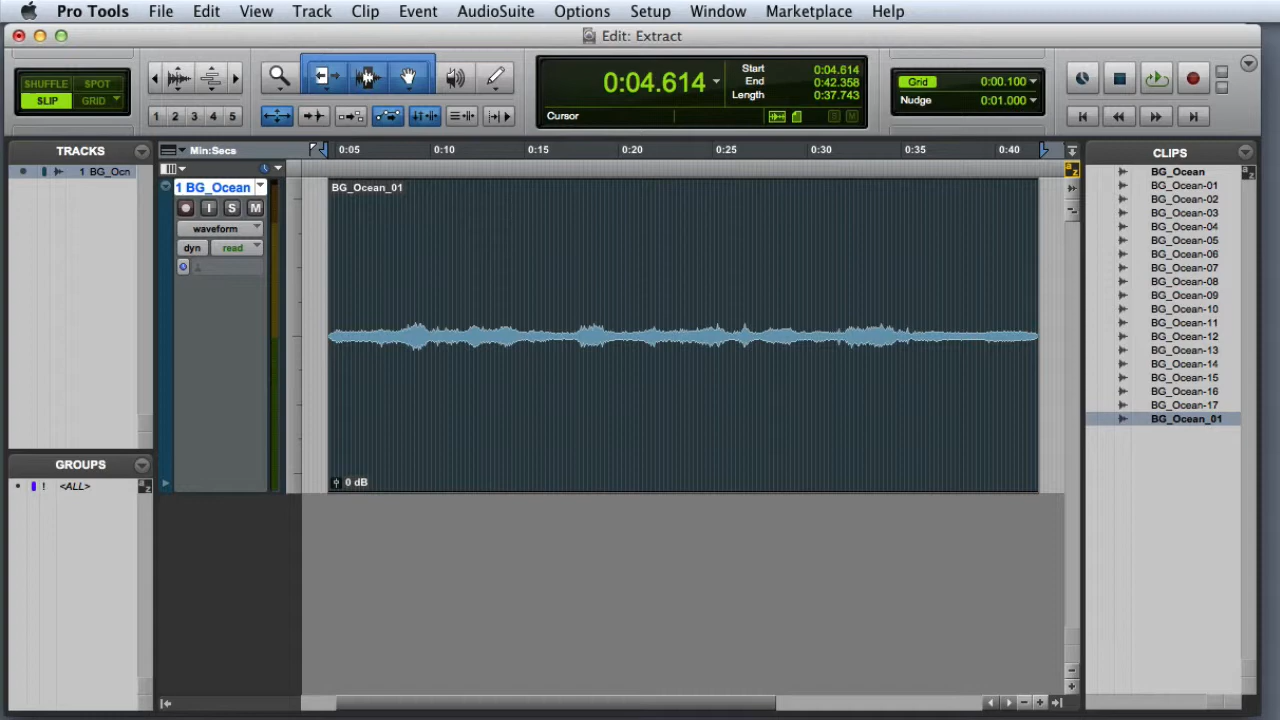 Pro Tools File Edit View Track Clip Event AudioSuite Options Setup Window Marketplace Help
Edit: Extract
SHUFFLE SPOT
SLIP GRID
1 2 3 4 5
0:04.614
Start 0:04.614
End 0:42.358
Length 0:37.743
Cursor
Grid 0:00.100
Nudge 0:01.000
TRACKS
1 BG_Ocn
GROUPS
! <ALL>
Min:Secs 0:05 0:10 0:15 0:20 0:25 0:30 0:35 0:40
1 BG_Ocean
I S M
waveform
dyn read
BG_Ocean_01
0 dB
CLIPS
BG_Ocean
BG_Ocean-01
BG_Ocean-02
BG_Ocean-03
BG_Ocean-04
BG_Ocean-05
BG_Ocean-06
BG_Ocean-07
BG_Ocean-08
BG_Ocean-09
BG_Ocean-10
BG_Ocean-11
BG_Ocean-12
BG_Ocean-13
BG_Ocean-14
BG_Ocean-15
BG_Ocean-16
BG_Ocean-17
BG_Ocean_01